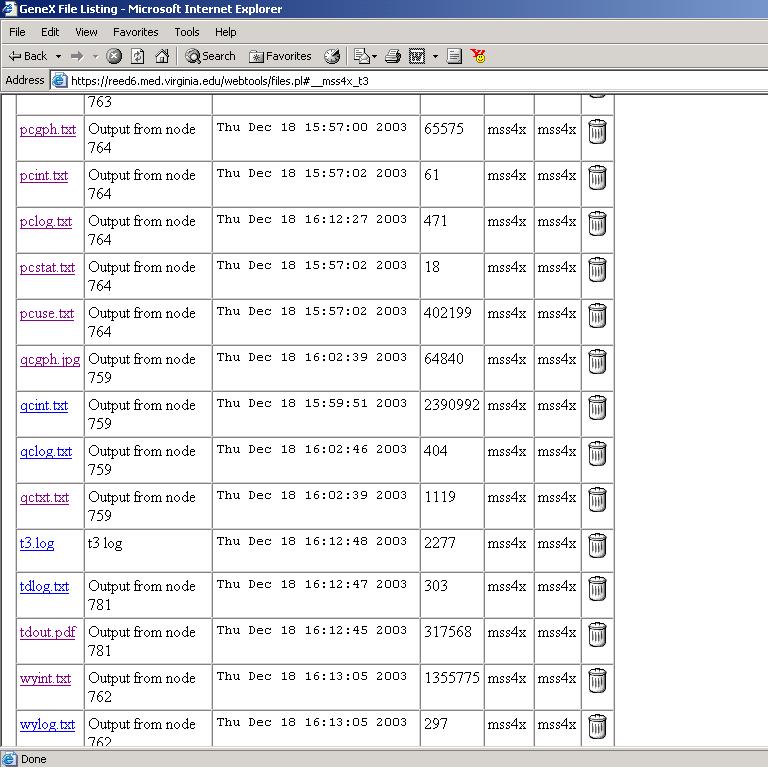 GeneX File Listing - Microsoft Internet Explorer
File Edit View Favorites Tools Help
Back Search Favorites
Address https://reed6.med.virginia.edu/webtools/files.pl#__mss4x_t3
763
pcgph.txt Output from node Thu Dec 18 15:57:00 2003 65575 mss4x mss4x
764
pcint.txt Output from node Thu Dec 18 15:57:02 2003 61 mss4x mss4x
764
pclog.txt Output from node Thu Dec 18 16:12:27 2003 471 mss4x mss4x
764
pcstat.txt Output from node Thu Dec 18 15:57:02 2003 18 mss4x mss4x
764
pcuse.txt Output from node Thu Dec 18 15:57:02 2003 402199 mss4x mss4x
764
qcgph.jpg Output from node Thu Dec 18 16:02:39 2003 64840 mss4x mss4x
759
qcint.txt Output from node Thu Dec 18 15:59:51 2003 2390992 mss4x mss4x
759
qclog.txt Output from node Thu Dec 18 16:02:46 2003 404 mss4x mss4x
759
qctxt.txt Output from node Thu Dec 18 16:02:39 2003 1119 mss4x mss4x
759
t3.log t3 log Thu Dec 18 16:12:48 2003 2277 mss4x mss4x
tdlog.txt Output from node Thu Dec 18 16:12:47 2003 303 mss4x mss4x
781
tdout.pdf Output from node Thu Dec 18 16:12:45 2003 317568 mss4x mss4x
781
wyint.txt Output from node Thu Dec 18 16:13:05 2003 1355775 mss4x mss4x
762
wylog.txt Output from node Thu Dec 18 16:13:05 2003 297 mss4x mss4x
762
Done